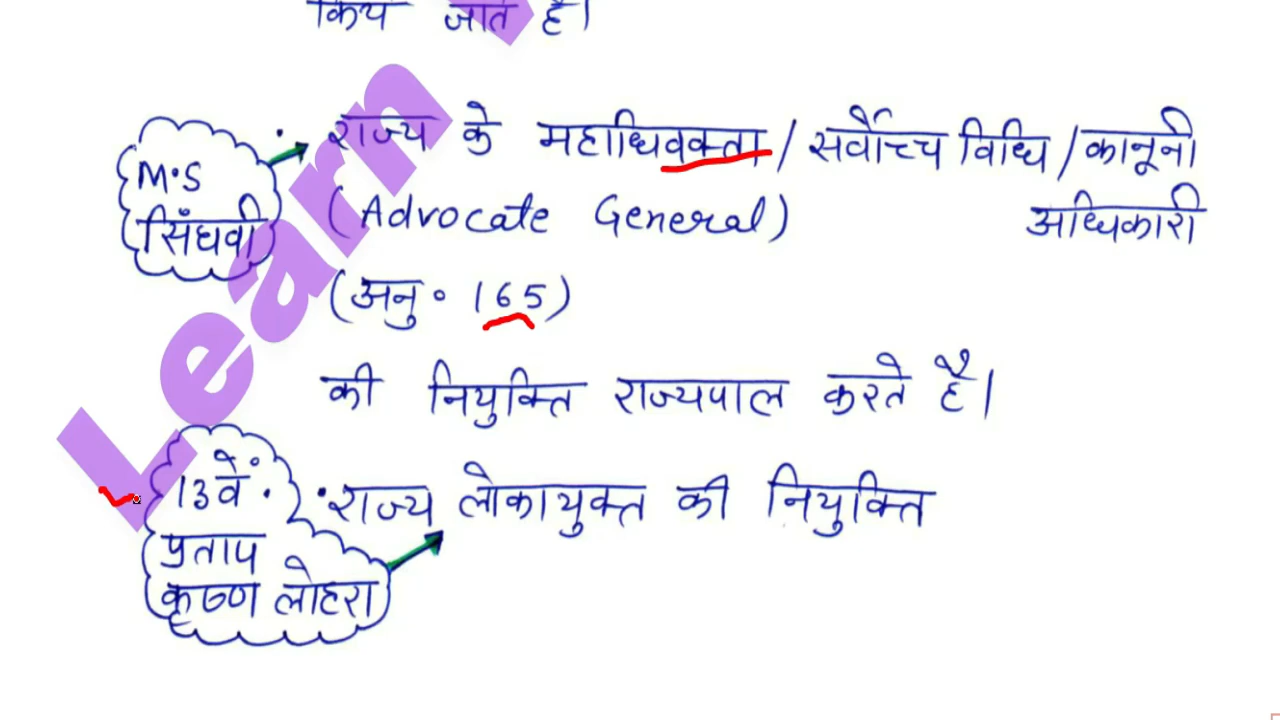 किये जाते है।
राज्य के महाधिवक्ता / सर्वोच्च विधि / कानूनी
अधिकारी
(Advocate General)
M.S
सिंघवी
(अनु॰ 165)
की नियुक्ति राज्यपाल करते है।
13वें
प्रताप
कृष्ण लोहरा
• राज्य लोकायुक्त की नियुक्ति
Learn